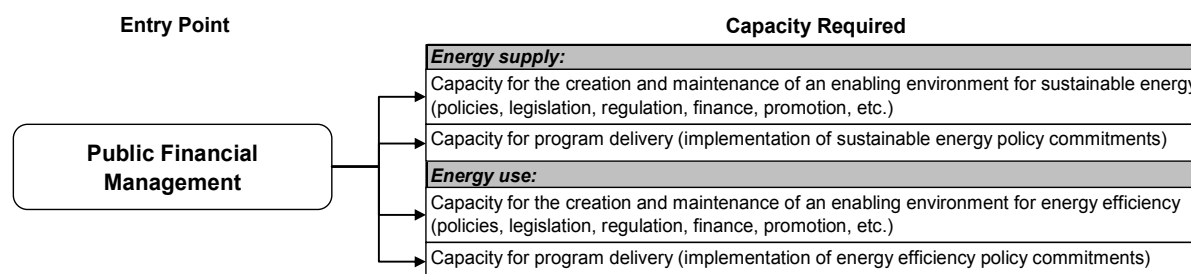 Entry Point
Capacity Required
Public Financial
Management
Energy supply:
Capacity for the creation and maintenance of an enabling environment for sustainable energy
(policies, legislation, regulation, finance, promotion, etc.)
Capacity for program delivery (implementation of sustainable energy policy commitments)
Energy use:
Capacity for the creation and maintenance of an enabling environment for energy efficiency
(policies, legislation, regulation, finance, promotion, etc.)
Capacity for program delivery (implementation of energy efficiency policy commitments)